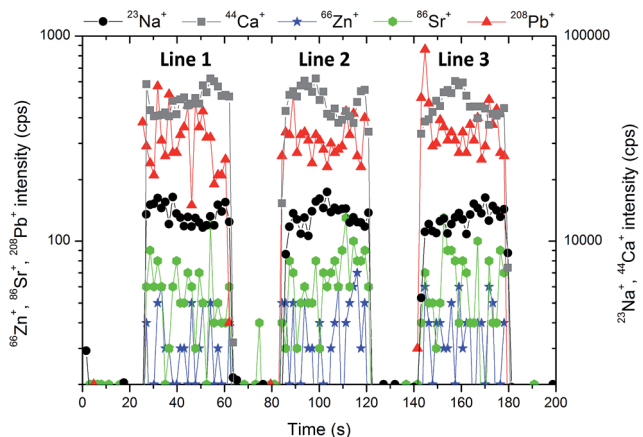 ²³Na⁺ ⁴⁴Ca⁺ ⁶⁶Zn⁺ ⁸⁶Sr⁺ ²⁰⁸Pb⁺
1000 100000
Line 1 Line 2 Line 3
⁶⁶Zn⁺, ⁸⁶Sr⁺, ²⁰⁸Pb⁺ intensity (cps)
100 10000
²³Na⁺, ⁴⁴Ca⁺ intensity (cps)
0 20 40 60 80 100 120 140 160 180 200
Time (s)